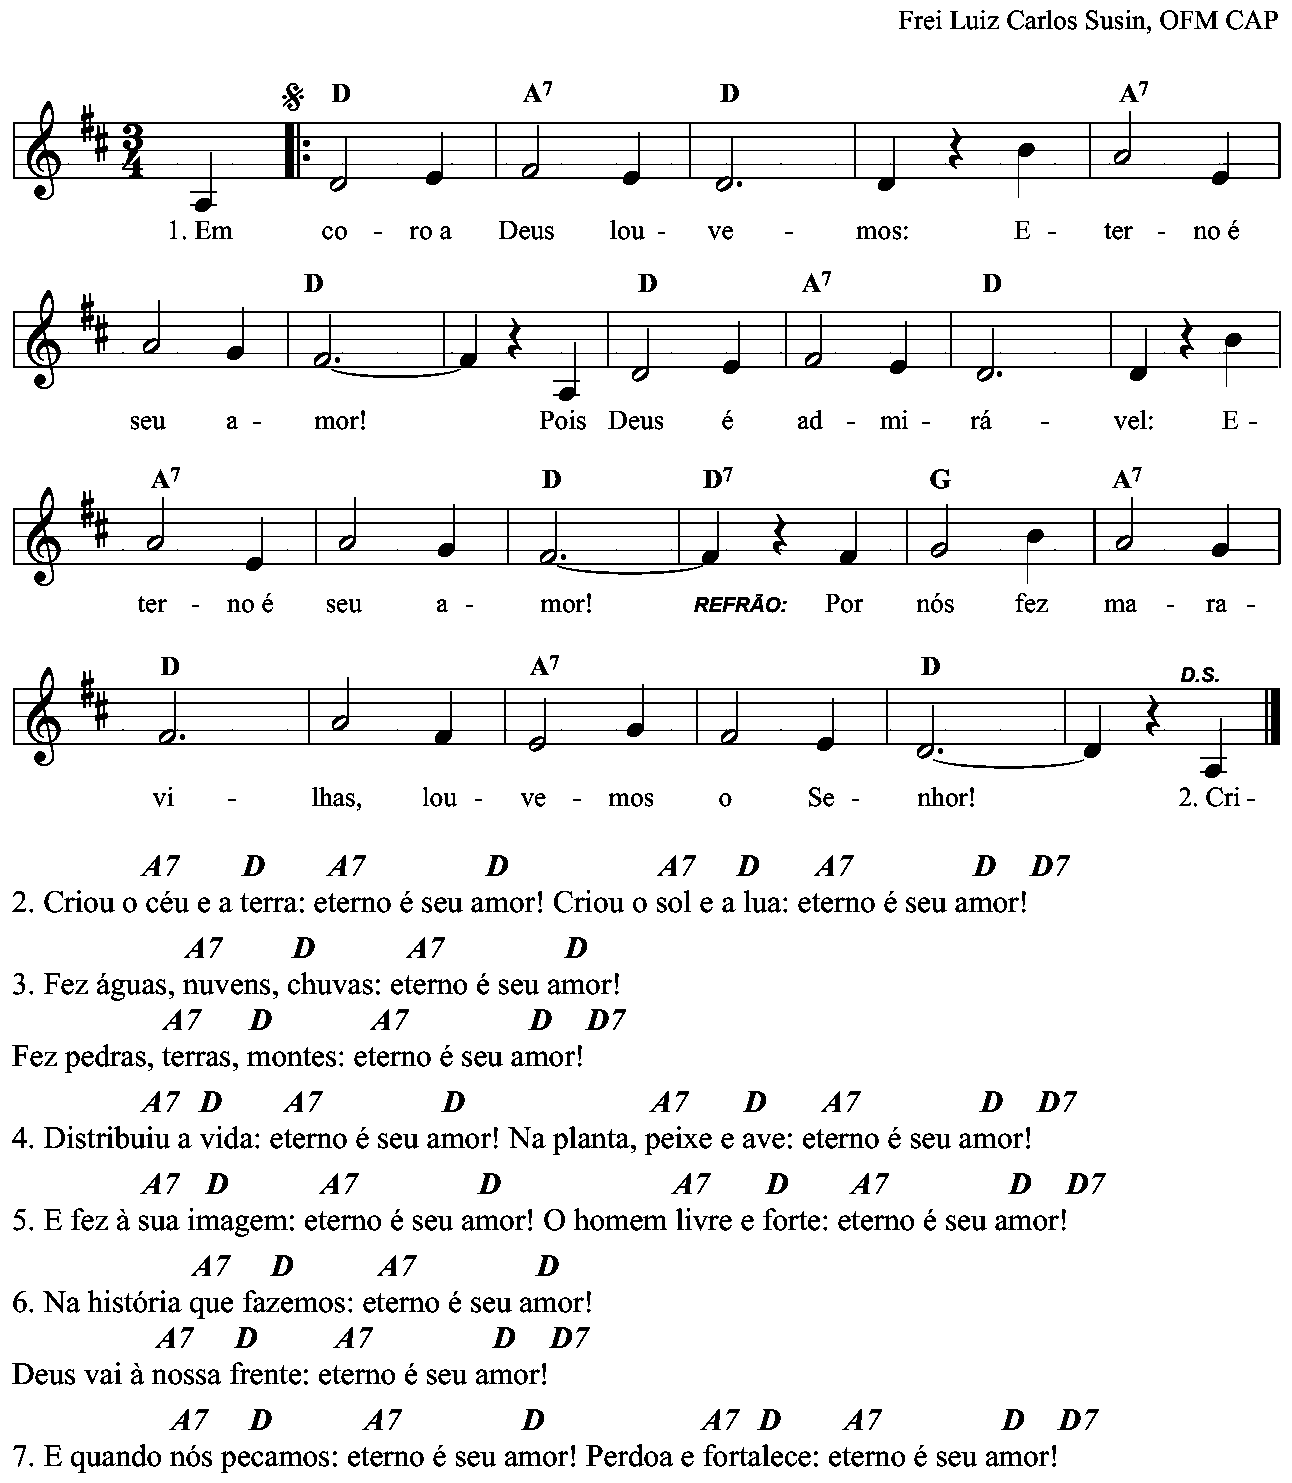 Frei Luiz Carlos Susin, OFM CAP
D A7 D A7
3
4
1. Em co - ro a Deus lou - ve - mos: E - ter - no é
D D A7 D
seu a - mor! Pois Deus é ad - mi - rá - vel: E -
A7 D D7 G A7
ter - no é seu a - mor! REFRÃO: Por nós fez ma - ra -
D A7 D D.S.
vi - lhas, lou - ve - mos o Se - nhor! 2. Cri -
A7 D A7 D A7 D A7 D D7
2. Criou o céu e a terra: eterno é seu amor! Criou o sol e a lua: eterno é seu amor!
A7 D A7 D
3. Fez águas, nuvens, chuvas: eterno é seu amor!
A7 D A7 D D7
Fez pedras, terras, montes: eterno é seu amor!
A7 D A7 D A7 D A7 D D7
4. Distribuiu a vida: eterno é seu amor! Na planta, peixe e ave: eterno é seu amor!
A7 D A7 D A7 D A7 D D7
5. E fez à sua imagem: eterno é seu amor! O homem livre e forte: eterno é seu amor!
A7 D A7 D
6. Na história que fazemos: eterno é seu amor!
A7 D A7 D D7
Deus vai à nossa frente: eterno é seu amor!
A7 D A7 D A7 D A7 D D7
7. E quando nós pecamos: eterno é seu amor! Perdoa e fortalece: eterno é seu amor!